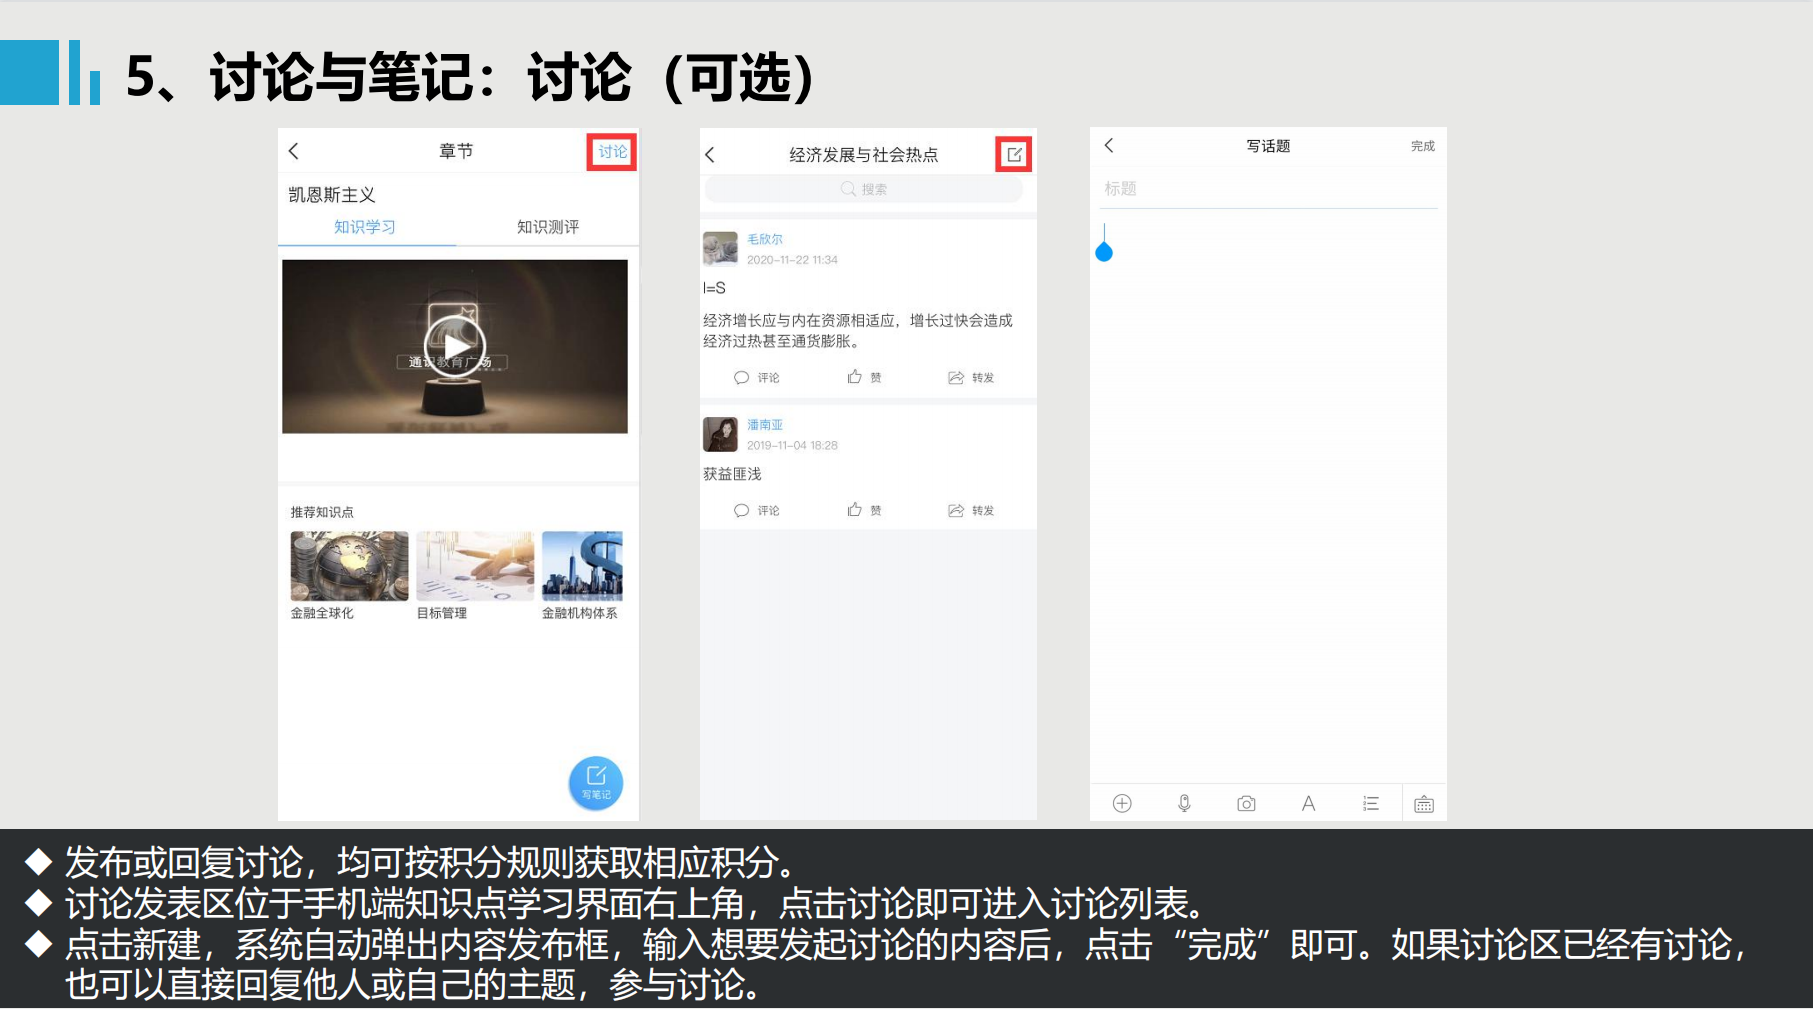 5、讨论与笔记：讨论（可选）
章节
讨论
凯恩斯主义
知识学习
知识测评
通识教育广场
推荐知识点
金融全球化
目标管理
金融机构体系
写笔记
经济发展与社会热点
搜索
毛欣尔
2020-11-22 11:34
I=S
经济增长应与内在资源相适应，增长过快会造成
经济过热甚至通货膨胀。
评论
赞
转发
潘南亚
2019-11-04 18:28
获益匪浅
评论
赞
转发
写话题
完成
标题
A
◆ 发布或回复讨论，均可按积分规则获取相应积分。
◆ 讨论发表区位于手机端知识点学习界面右上角，点击讨论即可进入讨论列表。
◆ 点击新建，系统自动弹出内容发布框，输入想要发起讨论的内容后，点击“完成”即可。如果讨论区已经有讨论，
也可以直接回复他人或自己的主题，参与讨论。